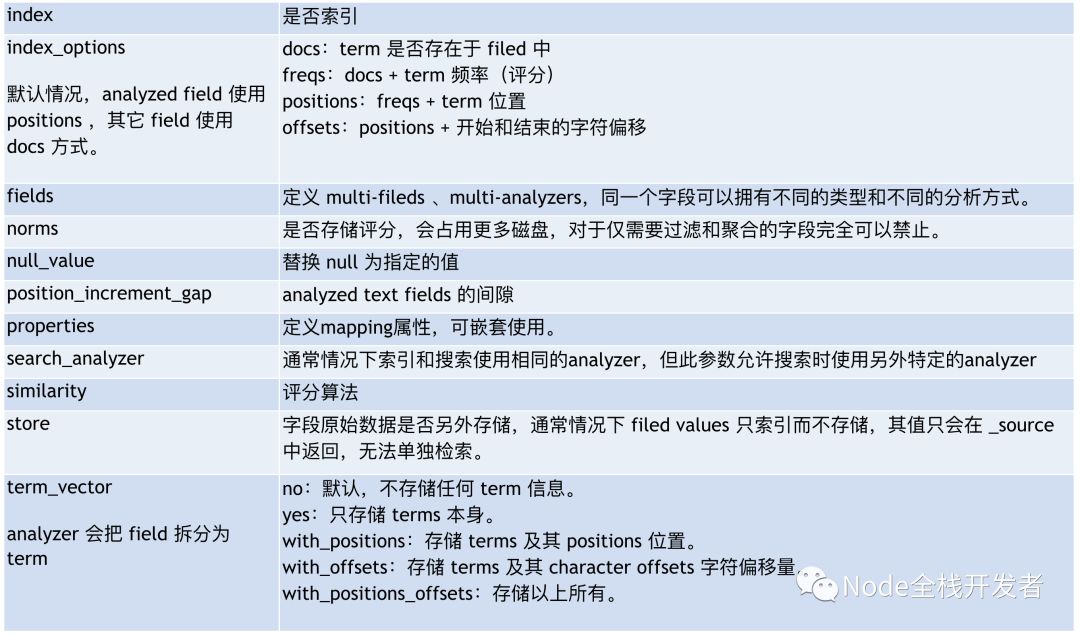 index
是否索引
index_options
默认情况，analyzed field 使用
positions ，其它 field 使用
docs 方式。
docs：term 是否存在于 filed 中
freqs：docs + term 频率（评分）
positions：freqs + term 位置
offsets：positions + 开始和结束的字符偏移
fields
定义 multi-fileds 、multi-analyzers，同一个字段可以拥有不同的类型和不同的分析方式。
norms
是否存储评分，会占用更多磁盘，对于仅需要过滤和聚合的字段完全可以禁止。
null_value
替换 null 为指定的值
position_increment_gap
analyzed text fields 的间隙
properties
定义mapping属性，可嵌套使用。
search_analyzer
通常情况下索引和搜索使用相同的analyzer，但此参数允许搜索时使用另外特定的analyzer
similarity
评分算法
store
字段原始数据是否另外存储，通常情况下 filed values 只索引而不存储，其值只会在 _source
中返回，无法单独检索。
term_vector
analyzer 会把 field 拆分为
term
no：默认，不存储任何 term 信息。
yes：只存储 terms 本身。
with_positions：存储 terms 及其 positions 位置。
with_offsets：存储 terms 及其 character offsets 字符偏移量。
with_positions_offsets：存储以上所有。
Node全栈开发者